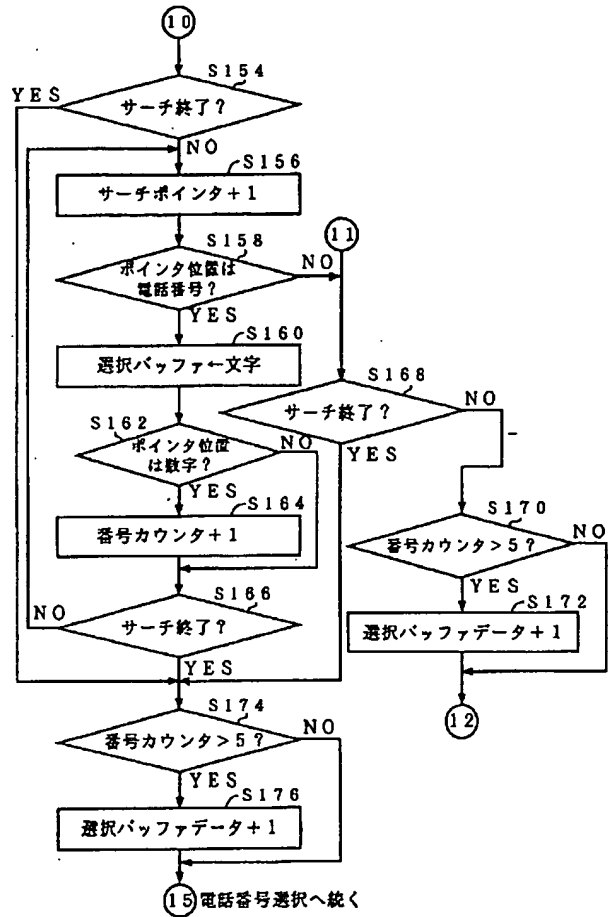 10
S154
YES
サーチ終了?
NO
S156
サーチポインタ+1
S158
11
ポインタ位置は
電話番号?
NO
YES
S160
選択バッファ←文字
S168
サーチ終了?
NO
YES
S162
ポインタ位置
は数字?
NO
YES
S164
番号カウンタ+1
S170
番号カウンタ>5?
NO
YES
S172
選択バッファデータ+1
12
S166
NO
サーチ終了?
YES
S174
番号カウンタ>5?
NO
YES
S176
選択バッファデータ+1
15 電話番号選択へ続く